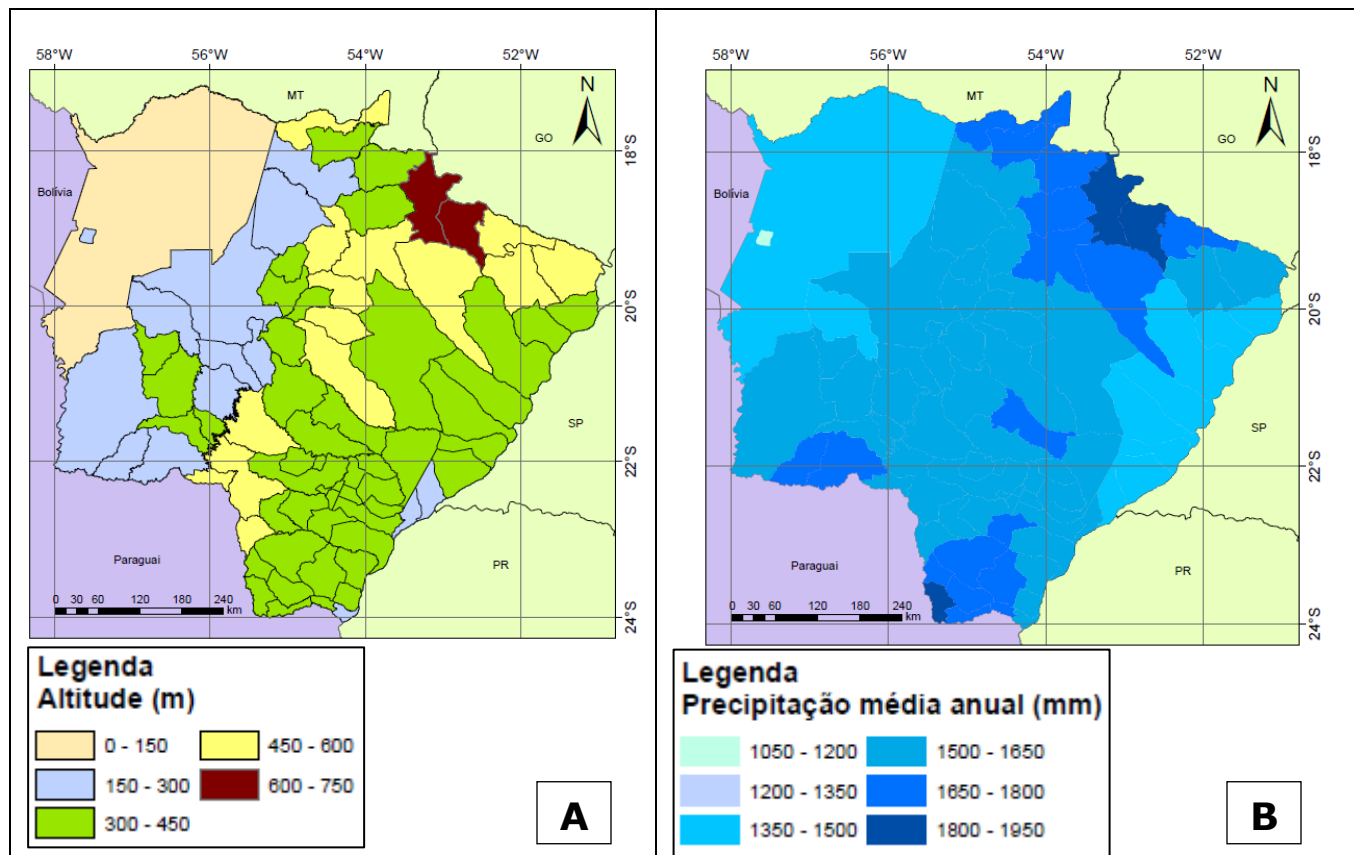 58°W 56°W 54°W 52°W
MT
N
GO
18°S
Bolívia
20°S
SP
22°S
Paraguai
PR
0 30 60 120 180 240
km
24°S
Legenda
Altitude (m)
0 - 150
450 - 600
150 - 300
600 - 750
300 - 450
A
58°W 56°W 54°W 52°W
MT
N
GO
18°S
Bolívia
20°S
SP
22°S
Paraguai
PR
0 30 60 120 180 240
km
24°S
Legenda
Precipitação média anual (mm)
1050 - 1200
1500 - 1650
1200 - 1350
1650 - 1800
1350 - 1500
1800 - 1950
B